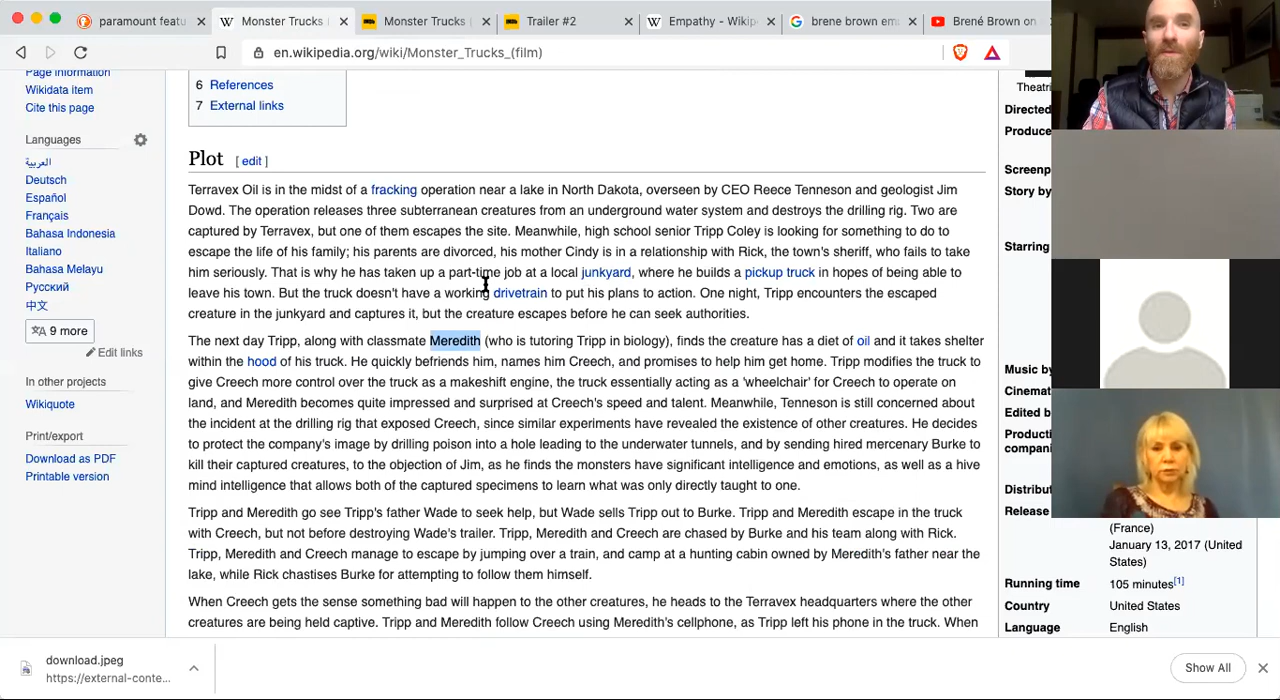 paramount featu
Monster Trucks (
Monster Trucks (
Trailer #2
Empathy - Wikip
brene brown em
Brené Brown on
en.wikipedia.org/wiki/Monster_Trucks_(film)
Page information
Wikidata item
Cite this page
Languages
العربية
Deutsch
Español
Français
Bahasa Indonesia
Italiano
Bahasa Melayu
Русский
中文
9 more
Edit links
In other projects
Wikiquote
Print/export
Download as PDF
Printable version
6 References
7 External links
Plot [ edit ]
Terravex Oil is in the midst of a fracking operation near a lake in North Dakota, overseen by CEO Reece Tenneson and geologist Jim
Dowd. The operation releases three subterranean creatures from an underground water system and destroys the drilling rig. Two are
captured by Terravex, but one of them escapes the site. Meanwhile, high school senior Tripp Coley is looking for something to do to
escape the life of his family; his parents are divorced, his mother Cindy is in a relationship with Rick, the town's sheriff, who fails to take
him seriously. That is why he has taken up a part-time job at a local junkyard, where he builds a pickup truck in hopes of being able to
leave his town. But the truck doesn't have a working drivetrain to put his plans to action. One night, Tripp encounters the escaped
creature in the junkyard and captures it, but the creature escapes before he can seek authorities.
The next day Tripp, along with classmate Meredith (who is tutoring Tripp in biology), finds the creature has a diet of oil and it takes shelter
within the hood of his truck. He quickly befriends him, names him Creech, and promises to help him get home. Tripp modifies the truck to
give Creech more control over the truck as a makeshift engine, the truck essentially acting as a 'wheelchair' for Creech to operate on
land, and Meredith becomes quite impressed and surprised at Creech's speed and talent. Meanwhile, Tenneson is still concerned about
the incident at the drilling rig that exposed Creech, since similar experiments have revealed the existence of other creatures. He decides
to protect the company's image by drilling poison into a hole leading to the underwater tunnels, and by sending hired mercenary Burke to
kill their captured creatures, to the objection of Jim, as he finds the monsters have significant intelligence and emotions, as well as a hive
mind intelligence that allows both of the captured specimens to learn what was only directly taught to one.
Tripp and Meredith go see Tripp's father Wade to seek help, but Wade sells Tripp out to Burke. Tripp and Meredith escape in the truck
with Creech, but not before destroying Wade's trailer. Tripp, Meredith and Creech are chased by Burke and his team along with Rick.
Tripp, Meredith and Creech manage to escape by jumping over a train, and camp at a hunting cabin owned by Meredith's father near the
lake, while Rick chastises Burke for attempting to follow them himself.
When Creech gets the sense something bad will happen to the other creatures, he heads to the Terravex headquarters where the other
creatures are being held captive. Tripp and Meredith follow Creech using Meredith's cellphone, as Tripp left his phone in the truck. When
Theatri
Directed
Produce
Screenp
Story by
Starring
Music by
Cinemat
Edited b
Producti
compani
Distribut
Release
(France)
January 13, 2017 (United
States)
Running time 105 minutes[1]
Country United States
Language English
download.jpeg
https://external-conte...
Show All